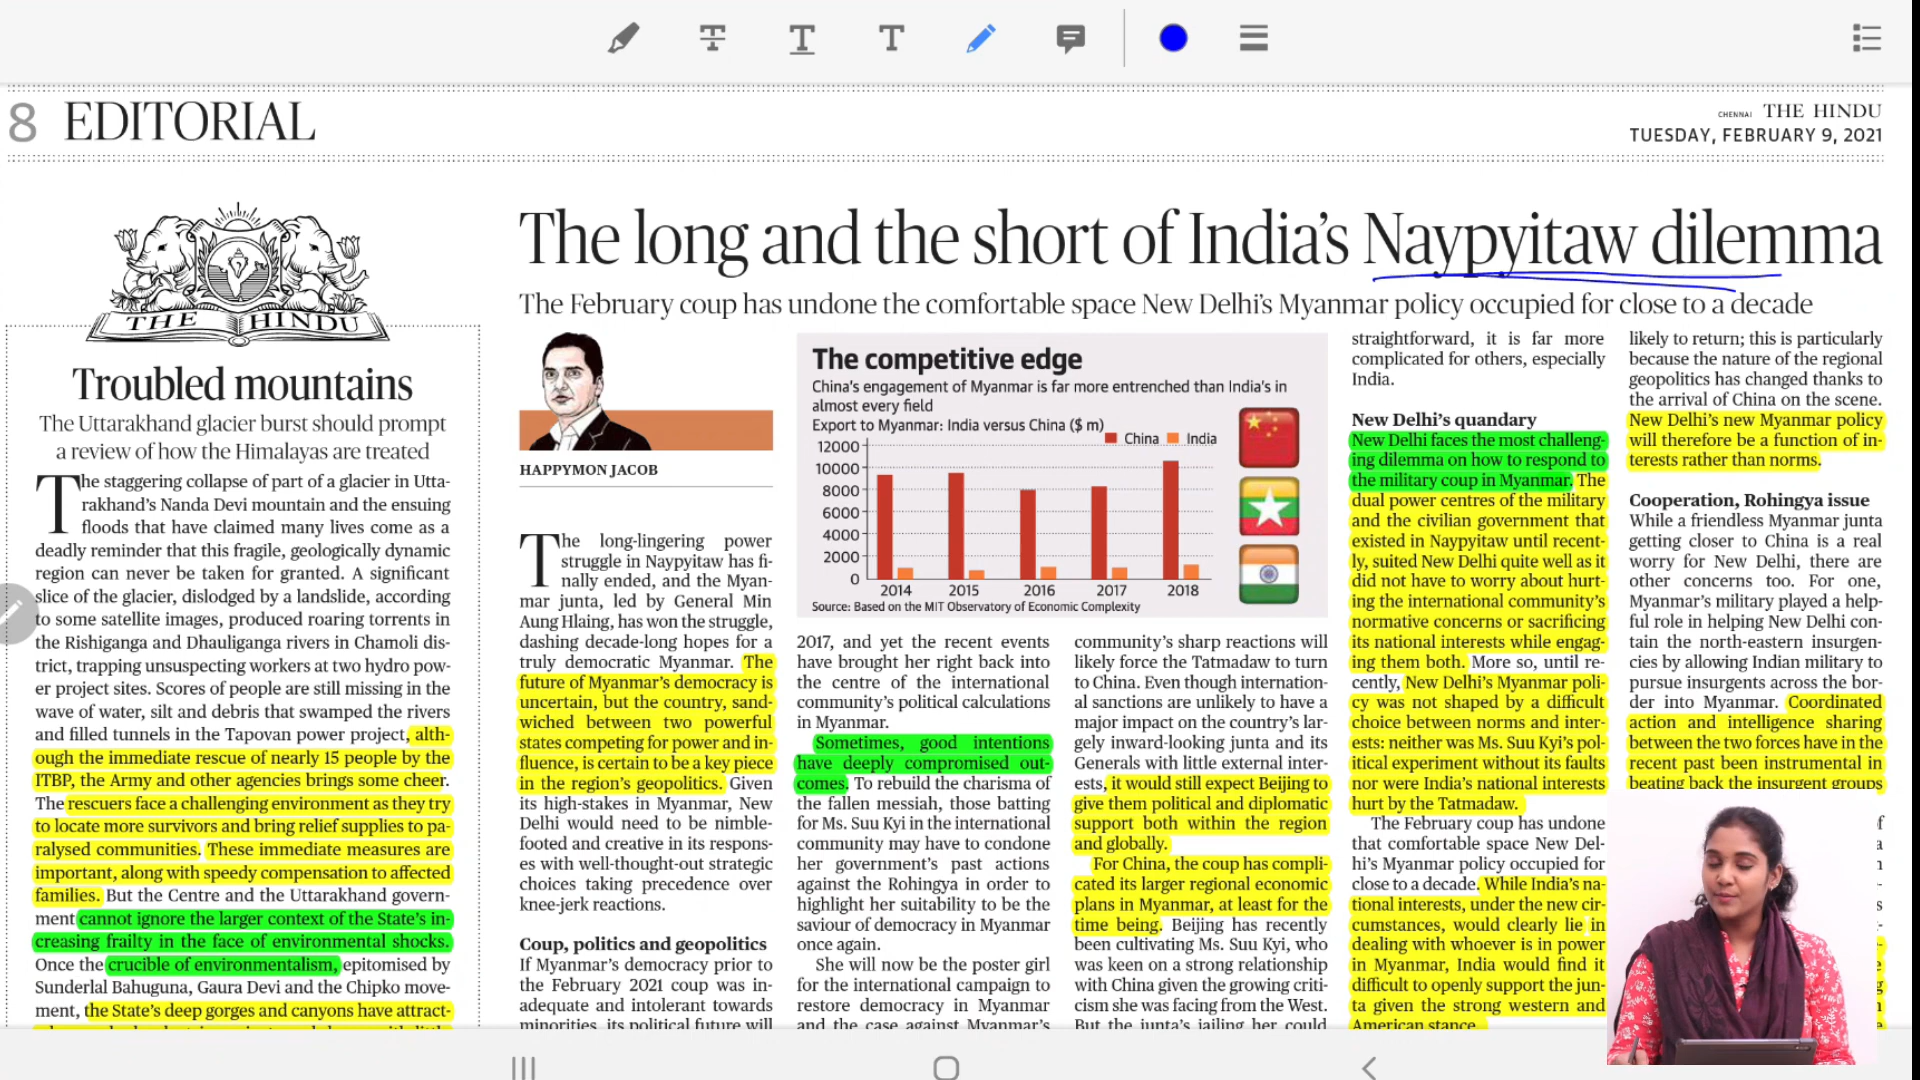 8 EDITORIAL
CHENNAI THE HINDU
TUESDAY, FEBRUARY 9, 2021
THE HINDU
Troubled mountains
The Uttarakhand glacier burst should prompt
a review of how the Himalayas are treated
The staggering collapse of part of a glacier in Utta-
rakhand's Nanda Devi mountain and the ensuing
floods that have claimed many lives come as a
deadly reminder that this fragile, geologically dynamic
region can never be taken for granted. A significant
slice of the glacier, dislodged by a landslide, according
to some satellite images, produced roaring torrents in
the Rishiganga and Dhauliganga rivers in Chamoli dis-
trict, trapping unsuspecting workers at two hydro pow-
er project sites. Scores of people are still missing in the
wave of water, silt and debris that swamped the rivers
and filled tunnels in the Tapovan power project, alth-
ough the immediate rescue of nearly 15 people by the
ITBP, the Army and other agencies brings some cheer.
The rescuers face a challenging environment as they try
to locate more survivors and bring relief supplies to pa-
ralysed communities. These immediate measures are
important, along with speedy compensation to affected
families. But the Centre and the Uttarakhand govern-
ment cannot ignore the larger context of the State's in-
creasing frailty in the face of environmental shocks.
Once the crucible of environmentalism, epitomised by
Sunderlal Bahuguna, Gaura Devi and the Chipko move-
ment, the State's deep gorges and canyons have attract-
The long and the short of India's Naypyitaw dilemma
The February coup has undone the comfortable space New Delhi's Myanmar policy occupied for close to a decade
HAPPYMON JACOB
The long-lingering power
struggle in Naypyitaw has fi-
nally ended, and the Myan-
mar junta, led by General Min
Aung Hlaing, has won the struggle,
dashing decade-long hopes for a
truly democratic Myanmar. The
future of Myanmar's democracy is
uncertain, but the country, sand-
wiched between two powerful
states competing for power and in-
fluence, is certain to be a key piece
in the region's geopolitics. Given
its high-stakes in Myanmar, New
Delhi would need to be nimble-
footed and creative in its respons-
es with well-thought-out strategic
choices taking precedence over
knee-jerk reactions.
Coup, politics and geopolitics
If Myanmar's democracy prior to
the February 2021 coup was in-
adequate and intolerant towards
minorities, its political future will
The competitive edge
China's engagement of Myanmar is far more entrenched than India's in
almost every field
Export to Myanmar: India versus China ($ m)
China India
12000
10000
8000
6000
4000
2000
0
2014 2015 2016 2017 2018
Source: Based on the MIT Observatory of Economic Complexity
2017, and yet the recent events
have brought her right back into
the centre of the international
community's political calculations
in Myanmar.
Sometimes, good intentions
have deeply compromised out-
comes. To rebuild the charisma of
the fallen messiah, those batting
for Ms. Suu Kyi in the international
community may have to condone
her government's past actions
against the Rohingya in order to
highlight her suitability to be the
saviour of democracy in Myanmar
once again.
She will now be the poster girl
for the international campaign to
restore democracy in Myanmar
and the case against Myanmar's
community's sharp reactions will
likely force the Tatmadaw to turn
to China. Even though internation-
al sanctions are unlikely to have a
major impact on the country's lar-
gely inward-looking junta and its
Generals with little external inter-
ests, it would still expect Beijing to
give them political and diplomatic
support both within the region
and globally.
For China, the coup has compli-
cated its larger regional economic
plans in Myanmar, at least for the
time being. Beijing has recently
been cultivating Ms. Suu Kyi, who
was keen on a strong relationship
with China given the growing criti-
cism she was facing from the West.
But the junta's jailing her could
straightforward, it is far more
complicated for others, especially
India.
New Delhi's quandary
New Delhi faces the most challeng-
ing dilemma on how to respond to
the military coup in Myanmar. The
dual power centres of the military
and the civilian government that
existed in Naypyitaw until recent-
ly, suited New Delhi quite well as it
did not have to worry about hurt-
ing the international community's
normative concerns or sacrificing
its national interests while engag-
ing them both. More so, until re-
cently, New Delhi's Myanmar poli-
cy was not shaped by a difficult
choice between norms and inter-
ests: neither was Ms. Suu Kyi's pol-
itical experiment without its faults
nor were India's national interests
hurt by the Tatmadaw.
The February coup has undone
that comfortable space New Del-
hi's Myanmar policy occupied for
close to a decade. While India's na-
tional interests, under the new cir-
cumstances, would clearly lie in
dealing with whoever is in power
in Myanmar, India would find it
difficult to openly support the jun-
ta given the strong western and
American stance.
likely to return; this is particularly
because the nature of the regional
geopolitics has changed thanks to
the arrival of China on the scene.
New Delhi's new Myanmar policy
will therefore be a function of in-
terests rather than norms.
Cooperation, Rohingya issue
While a friendless Myanmar junta
getting closer to China is a real
worry for New Delhi, there are
other concerns too. For one,
Myanmar's military played a help-
ful role in helping New Delhi con-
tain the north-eastern insurgen-
cies by allowing Indian military to
pursue insurgents across the bor-
der into Myanmar. Coordinated
action and intelligence sharing
between the two forces have in the
recent past been instrumental in
beating back the insurgent groups